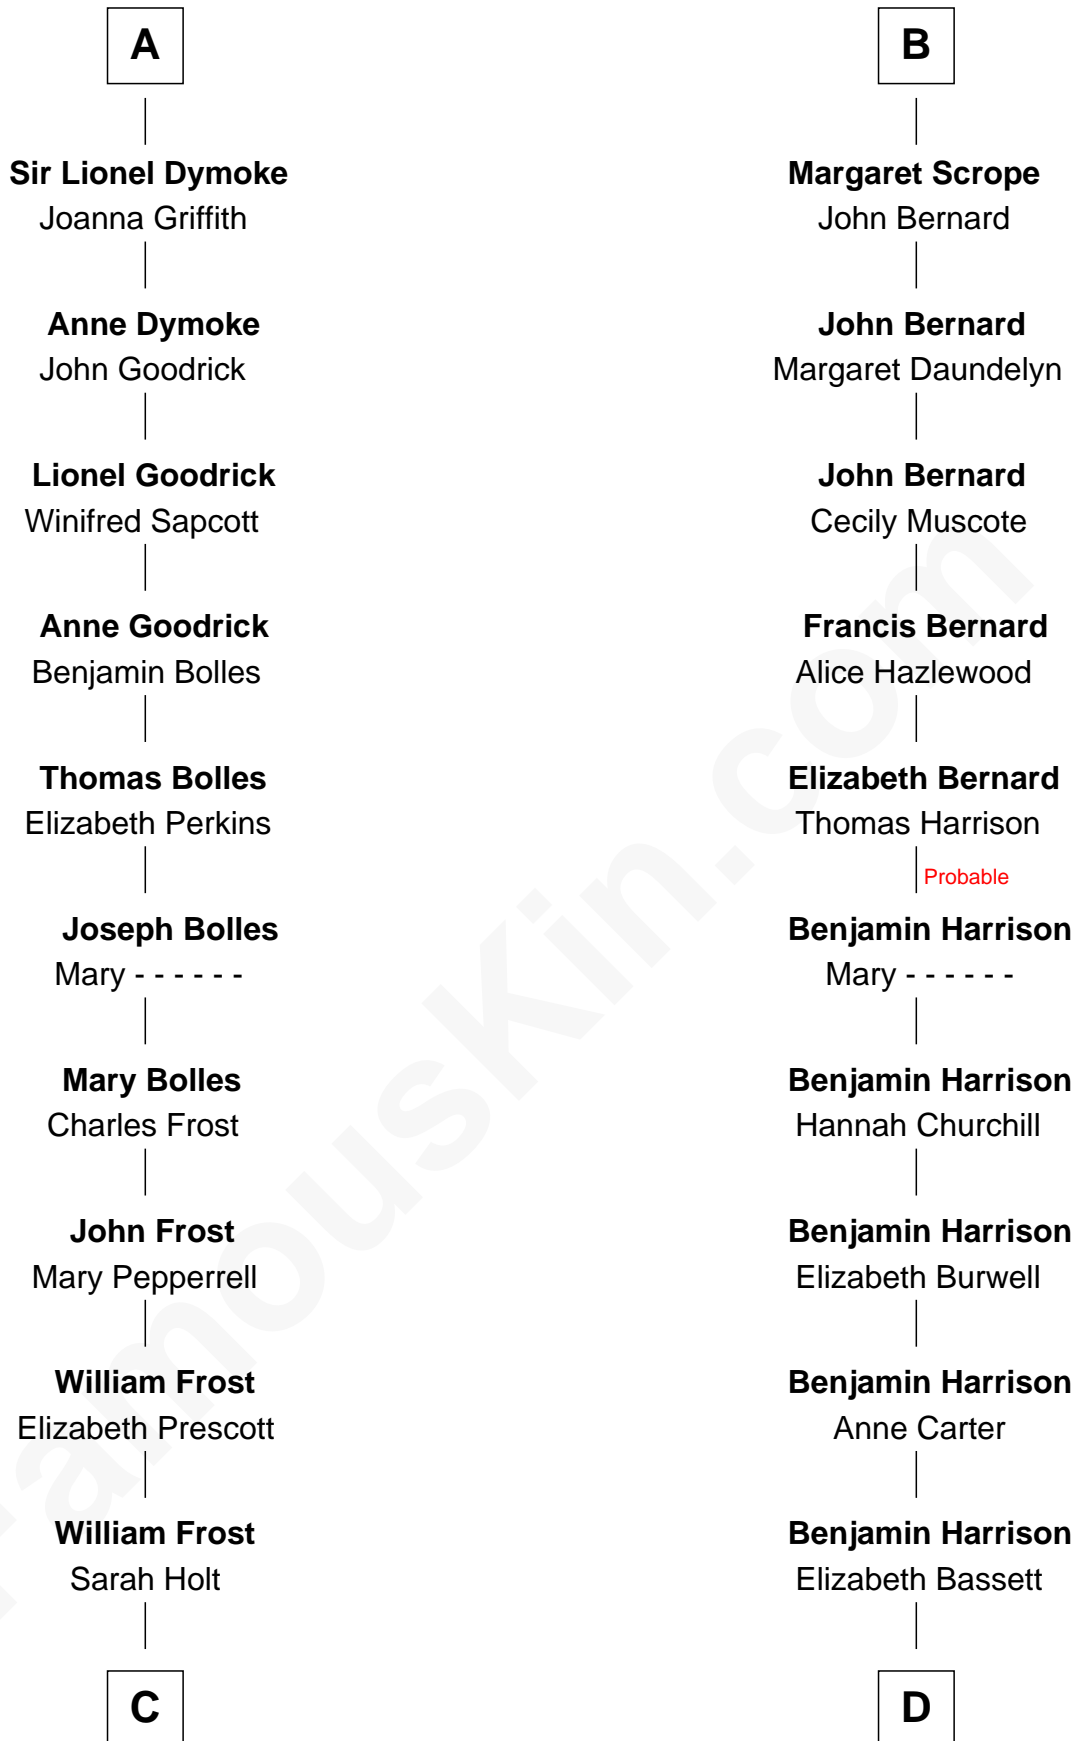 A
Sir Lionel Dymoke
Joanna Griffith
Anne Dymoke
John Goodrick
Lionel Goodrick
Winifred Sapcott
Anne Goodrick
Benjamin Bolles
Thomas Bolles
Elizabeth Perkins
Joseph Bolles
Mary - - - - - -
Mary Bolles
Charles Frost
John Frost
Mary Pepperrell
William Frost
Elizabeth Prescott
William Frost
Sarah Holt
C
B
Margaret Scrope
John Bernard
John Bernard
Margaret Daundelyn
John Bernard
Cecily Muscote
Francis Bernard
Alice Hazlewood
Elizabeth Bernard
Thomas Harrison
Probable
Benjamin Harrison
Mary - - - - - -
Benjamin Harrison
Hannah Churchill
Benjamin Harrison
Elizabeth Burwell
Benjamin Harrison
Anne Carter
Benjamin Harrison
Elizabeth Bassett
D
FamousKin.com